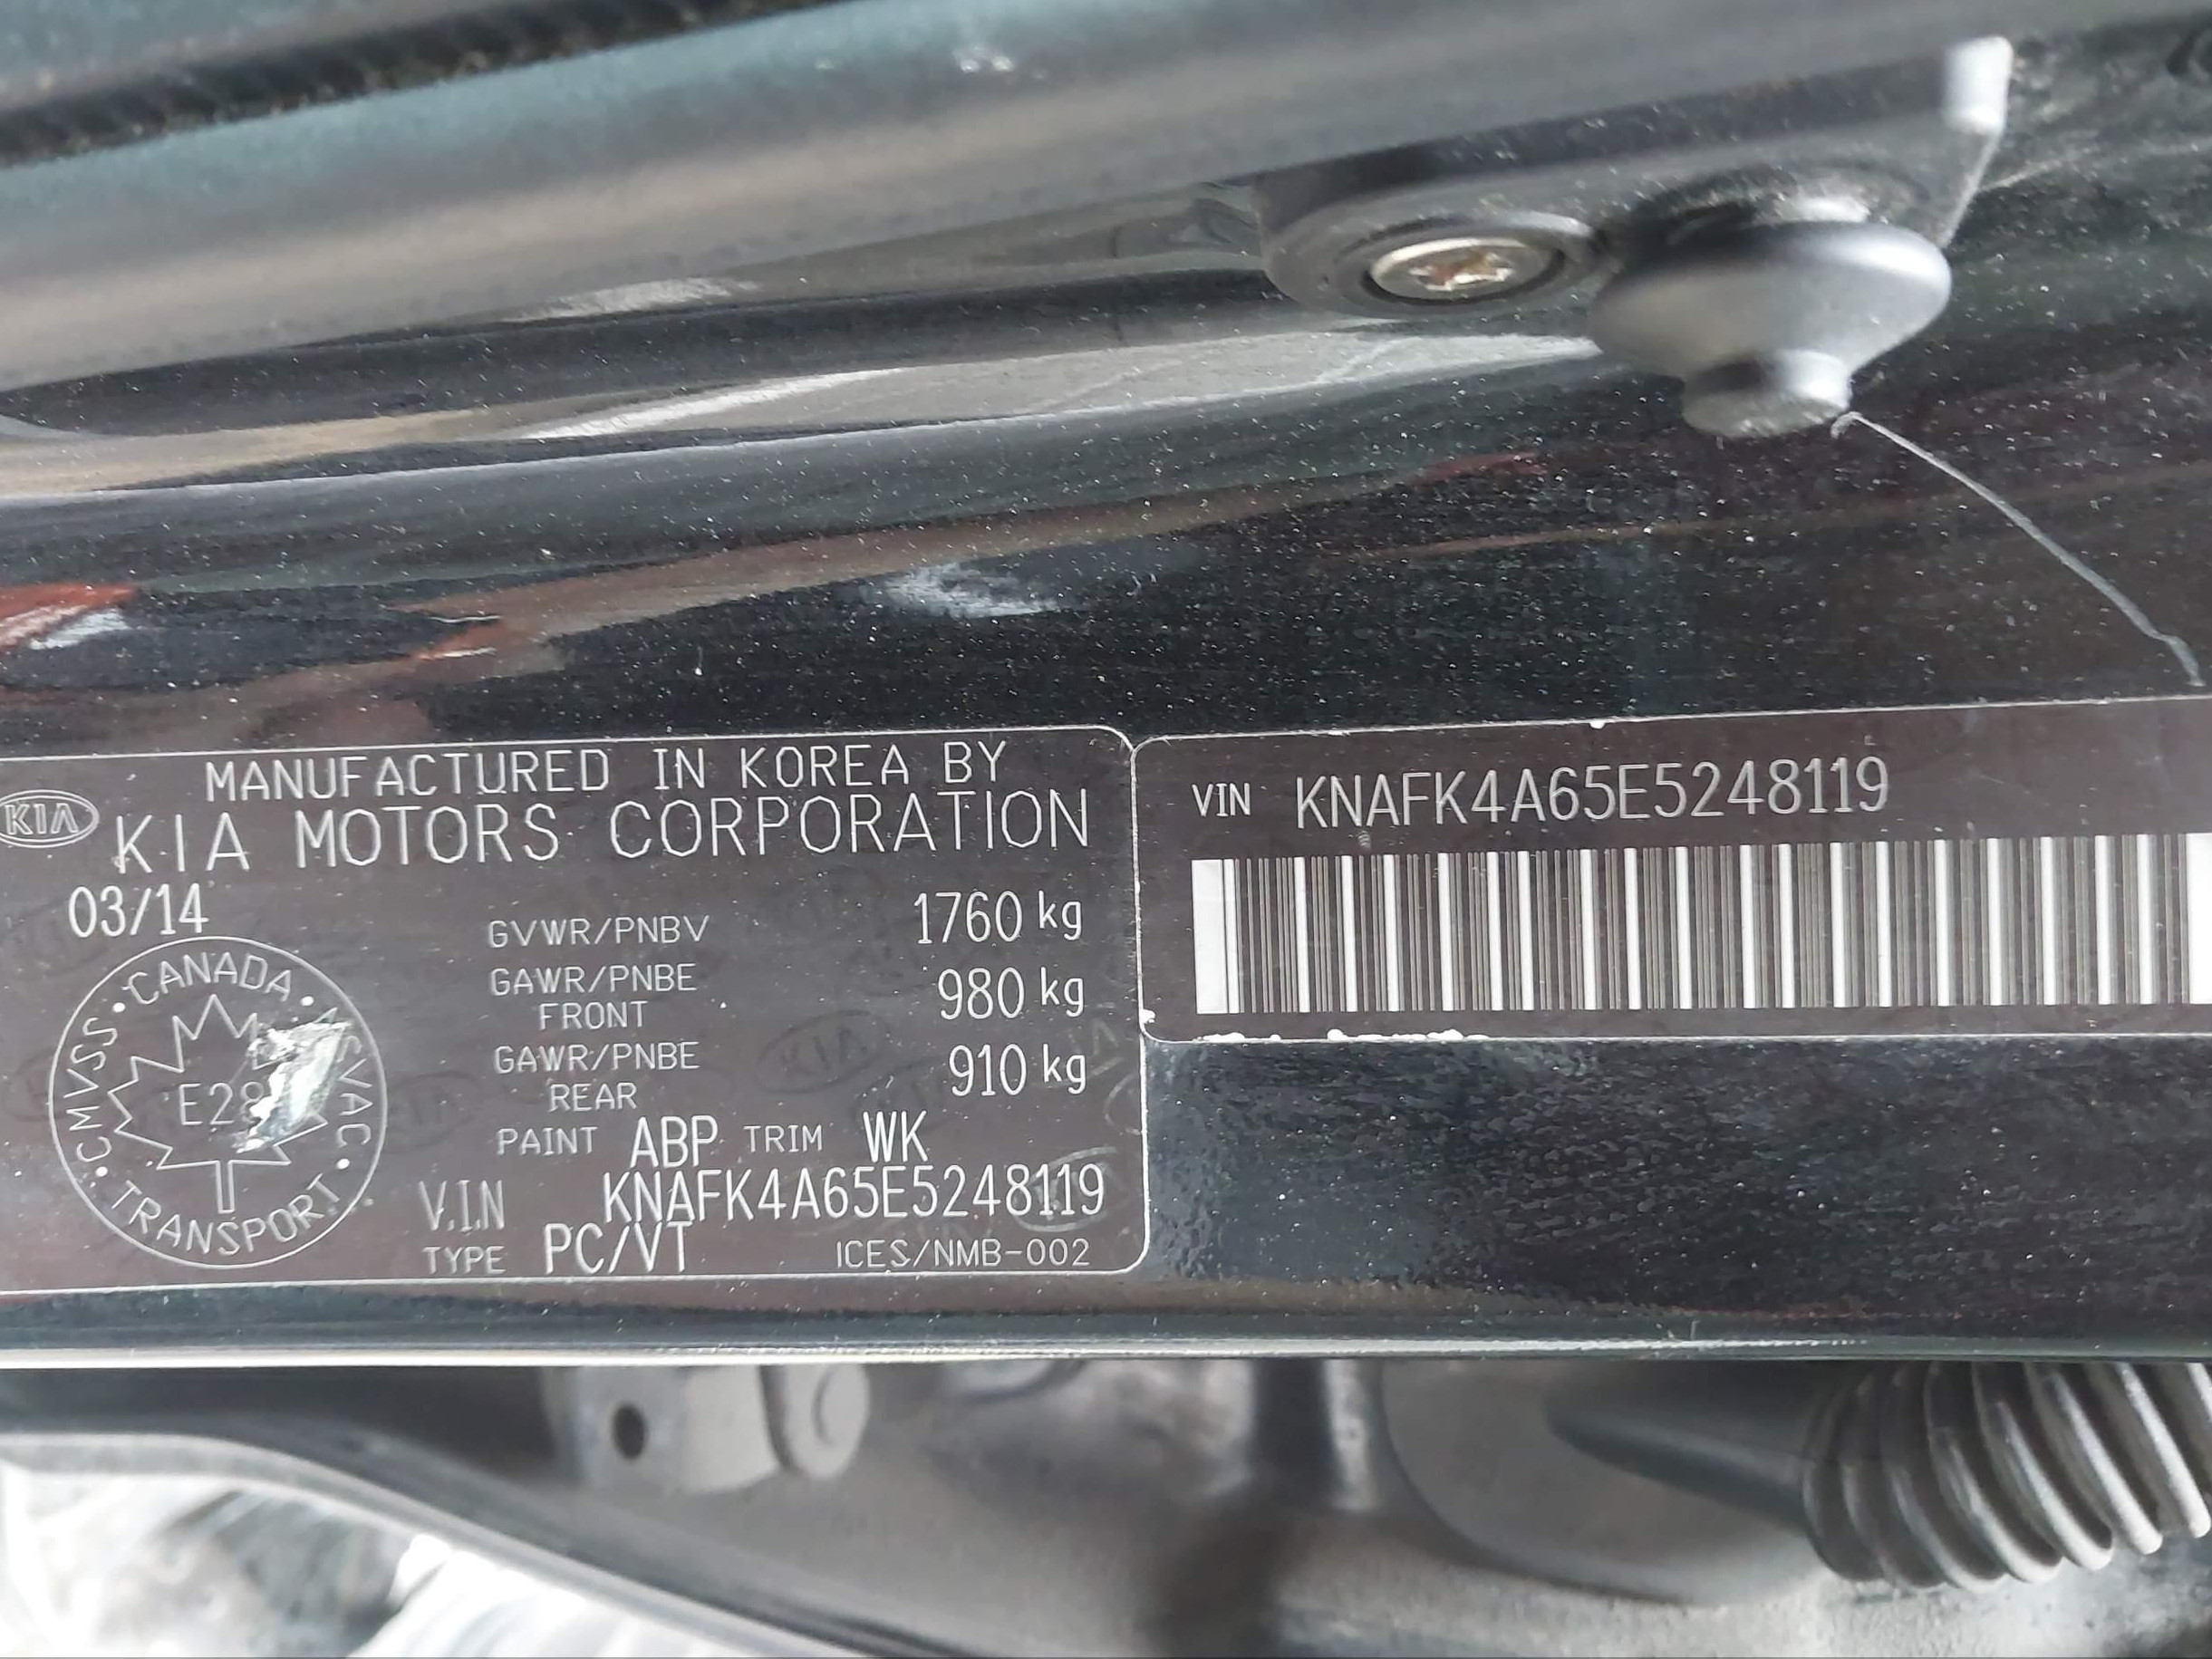 MANUFACTURED IN KOREA BY
KIA
KIA MOTORS CORPORATION
03/14
GVWR/PNBV 1760 kg
GAWR/PNBE 980 kg
FRONT
GAWR/PNBE 910 kg
REAR
PAINT ABP TRIM WK
V.I.N KNAFK4A65E5248119
TYPE PC/VT ICES/NMB-002
CANADA
CMVSS
SVAC
TRANSPORT
VIN KNAFK4A65E5248119